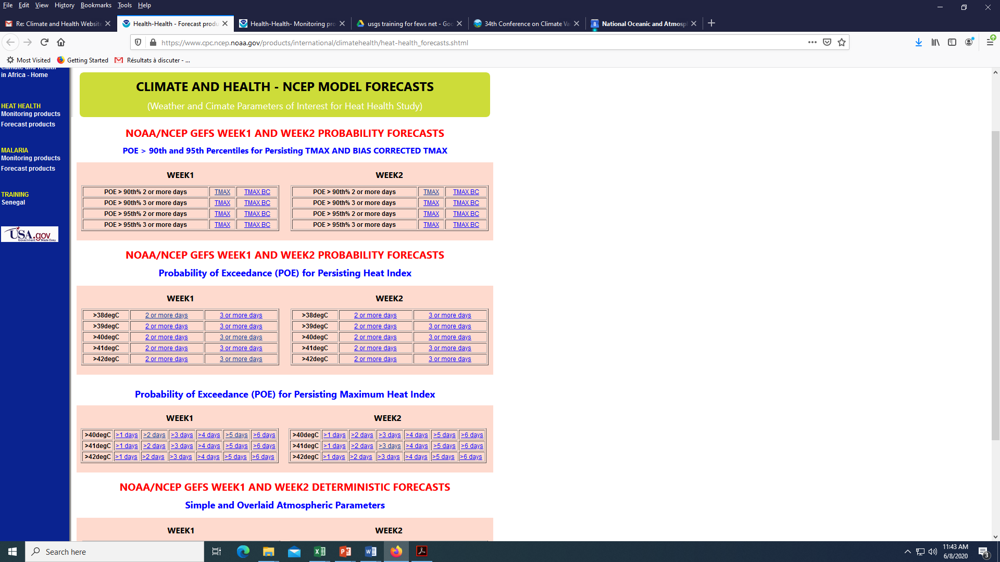 File Edit View History Bookmarks Tools Help
Re: Climate and Health Website
Health-Health - Forecast produ
Health-Health- Monitoring pro
usgs training for fews net - Goo
34th Conference on Climate Va
National Oceanic and Atmosp
https://www.cpc.ncep.noaa.gov/products/international/climatehealth/heat-health_forecasts.shtml
Most Visited Getting Started Résultats à discuter - ...
Climate and Health
in Africa - Home
HEAT HEALTH
Monitoring products
Forecast products
MALARIA
Monitoring products
Forecast products
TRAINING
Senegal
USA.gov
Government Made Easy
CLIMATE AND HEALTH - NCEP MODEL FORECASTS
(Weather and Cimate Parameters of Interest for Heat Health Study)
NOAA/NCEP GEFS WEEK1 AND WEEK2 PROBABILITY FORECASTS
POE > 90th and 95th Percentiles for Persisting TMAX AND BIAS CORRECTED TMAX
WEEK1
POE > 90th% 2 or more days TMAX TMAX BC
POE > 90th% 3 or more days TMAX TMAX BC
POE > 95th% 2 or more days TMAX TMAX BC
POE > 95th% 3 or more days TMAX TMAX BC
WEEK2
POE > 90th% 2 or more days TMAX TMAX BC
POE > 90th% 3 or more days TMAX TMAX BC
POE > 95th% 2 or more days TMAX TMAX BC
POE > 95th% 3 or more days TMAX TMAX BC
NOAA/NCEP GEFS WEEK1 AND WEEK2 PROBABILITY FORECASTS
Probability of Exceedance (POE) for Persisting Heat Index
WEEK1
>38degC 2 or more days 3 or more days
>39degC 2 or more days 3 or more days
>40degC 2 or more days 3 or more days
>41degC 2 or more days 3 or more days
>42degC 2 or more days 3 or more days
WEEK2
>38degC 2 or more days 3 or more days
>39degC 2 or more days 3 or more days
>40degC 2 or more days 3 or more days
>41degC 2 or more days 3 or more days
>42degC 2 or more days 3 or more days
Probability of Exceedance (POE) for Persisting Maximum Heat Index
WEEK1
>40degC >1 days >2 days >3 days >4 days >5 days >6 days
>41degC >1 days >2 days >3 days >4 days >5 days >6 days
>42degC >1 days >2 days >3 days >4 days >5 days >6 days
WEEK2
>40degC >1 days >2 days >3 days >4 days >5 days >6 days
>41degC >1 days >2 days >3 days >4 days >5 days >6 days
>42degC >1 days >2 days >3 days >4 days >5 days >6 days
NOAA/NCEP GEFS WEEK1 AND WEEK2 DETERMINISTIC FORECASTS
Simple and Overlaid Atmospheric Parameters
WEEK1
WEEK2
Search here
11:43 AM
6/8/2020
3